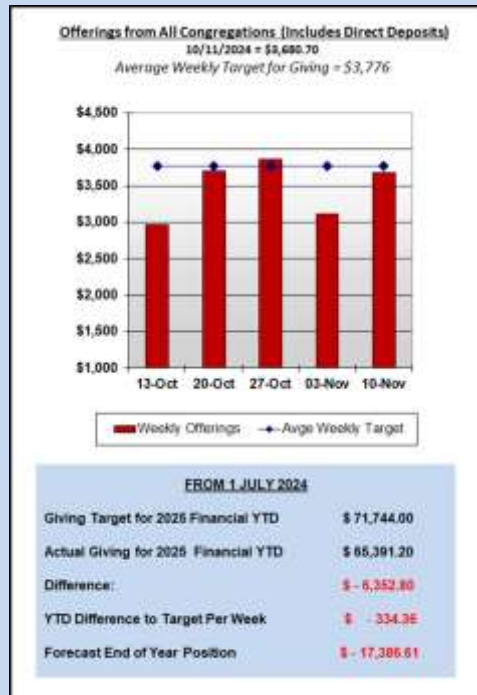 Offerings from All Congregations (Includes Direct Deposits)
10/11/2024 = $3,680.70
Average Weekly Target for Giving = $3,776
$4,500
$4,000
$3,500
$3,000
$2,500
$2,000
$1,500
$1,000
13-Oct 20-Oct 27-Oct 03-Nov 10-Nov
Weekly Offerings Avge Weekly Target
FROM 1 JULY 2024
Giving Target for 2025 Financial YTD $ 71,744.00
Actual Giving for 2025 Financial YTD $ 65,391.20
Difference: $ - 6,352.80
YTD Difference to Target Per Week $ - 334.36
Forecast End of Year Position $ - 17,386.61